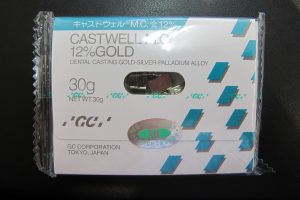 キャストウェル® M.C. 金12%
CASTWELL M.C.
12%GOLD
DENTAL CASTING GOLD-SILVER-PALLADIUM ALLOY
30g
NET WT.30g
GC
GC
GC CORPORATION
TOKYO, JAPAN